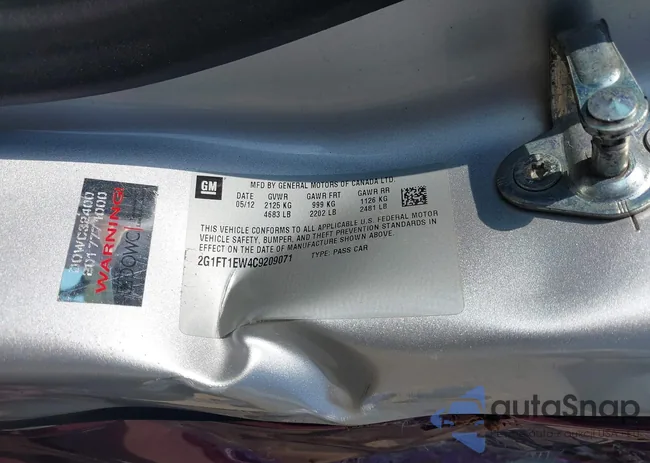 GM
MFD BY GENERAL MOTORS OF CANADA LTD
DATE GVWR GAWR FRT GAWR RR
05/12 2125 KG 999 KG 1126 KG
4683 LB 2202 LB 2481 LB
THIS VEHICLE CONFORMS TO ALL APPLICABLE U.S. FEDERAL MOTOR
VEHICLE SAFETY, BUMPER, AND THEFT PREVENTION STANDARDS IN
EFFECT ON THE DATE OF MANUFACTURE SHOWN ABOVE.
2G1FT1EW4C9209071 TYPE: PASS CAR
WARNING
autaSnap